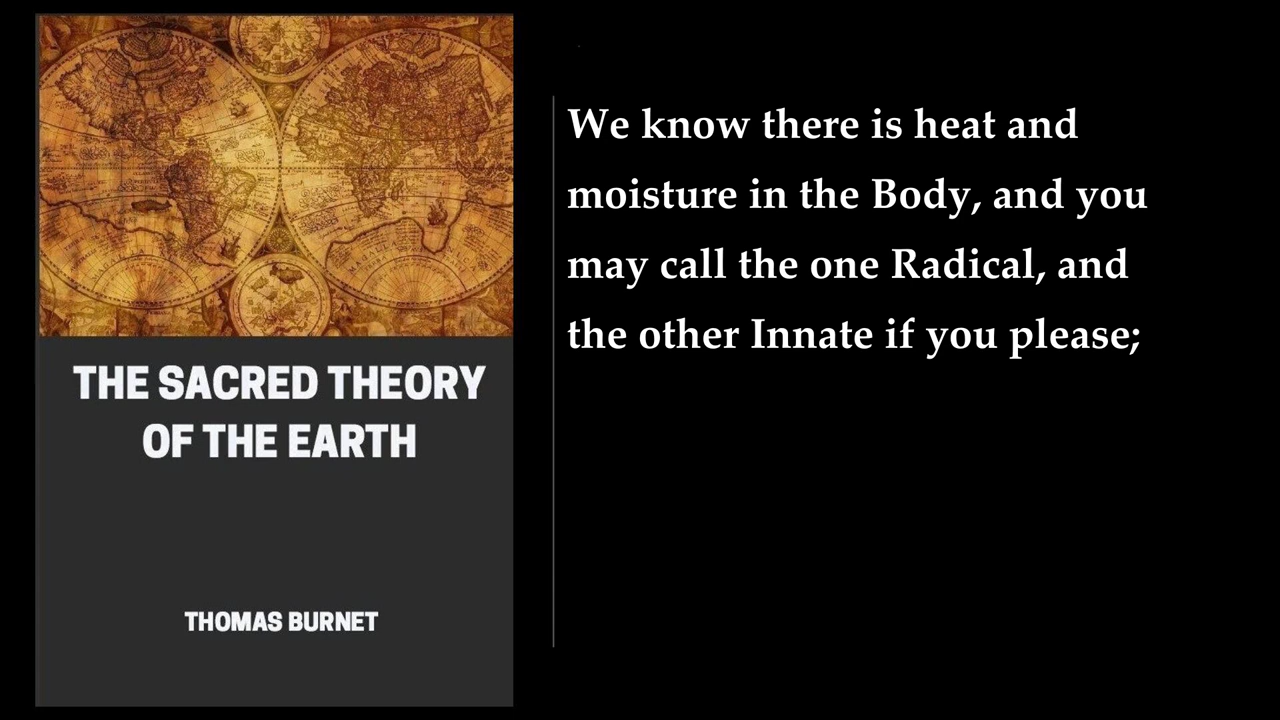 THE SACRED THEORY
OF THE EARTH
THOMAS BURNET
We know there is heat and
moisture in the Body, and you
may call the one Radical, and
the other Innate if you please;